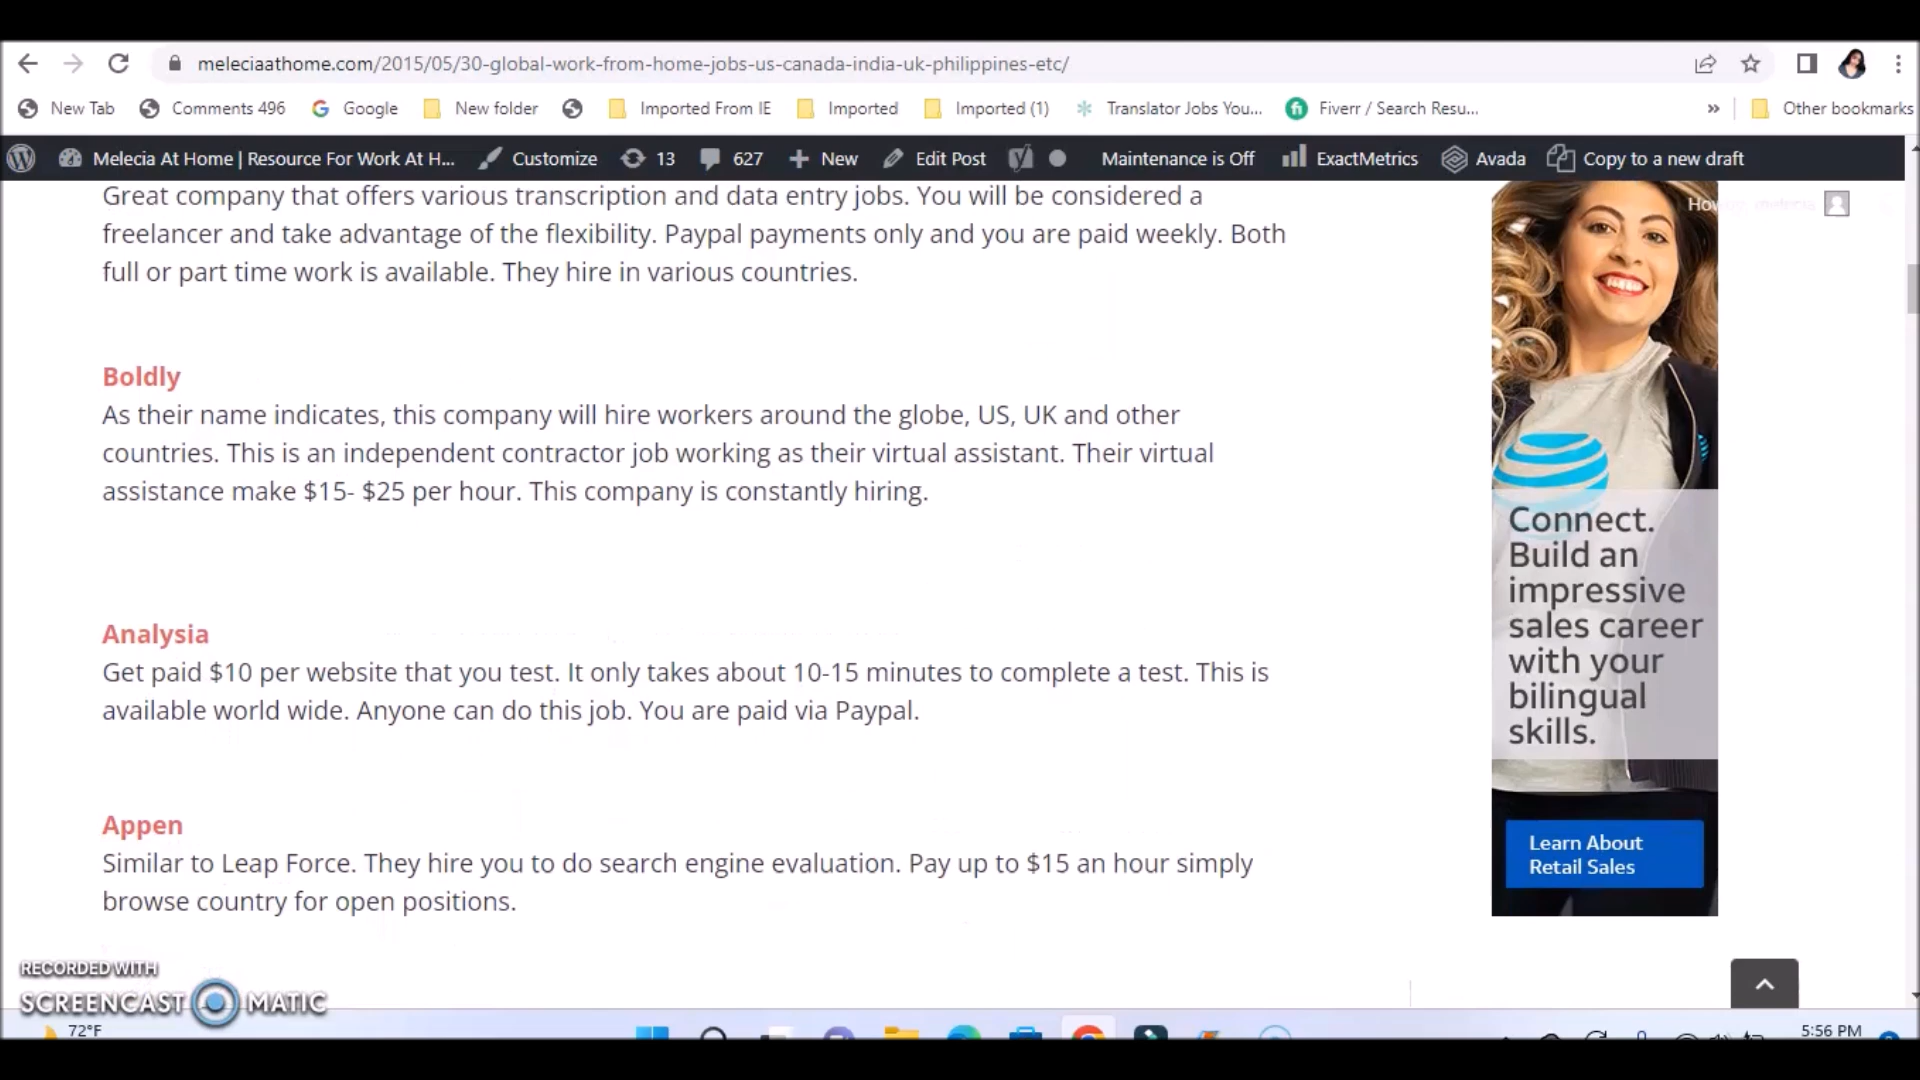 meleciaathome.com/2015/05/30-global-work-from-home-jobs-us-canada-india-uk-philippines-etc/
New Tab Comments 496 Google New folder Imported From IE Imported Imported (1) Translator Jobs You... Fiverr / Search Resu... » Other bookmarks
Melecia At Home | Resource For Work At H... Customize 13 627 New Edit Post Maintenance is Off ExactMetrics Avada Copy to a new draft
Great company that offers various transcription and data entry jobs. You will be considered a
freelancer and take advantage of the flexibility. Paypal payments only and you are paid weekly. Both
full or part time work is available. They hire in various countries.
Boldly
As their name indicates, this company will hire workers around the globe, US, UK and other
countries. This is an independent contractor job working as their virtual assistant. Their virtual
assistance make $15- $25 per hour. This company is constantly hiring.
Analysia
Get paid $10 per website that you test. It only takes about 10-15 minutes to complete a test. This is
available world wide. Anyone can do this job. You are paid via Paypal.
Appen
Similar to Leap Force. They hire you to do search engine evaluation. Pay up to $15 an hour simply
browse country for open positions.
Connect.
Build an
impressive
sales career
with your
bilingual
skills.
Learn About
Retail Sales
RECORDED WITH
SCREENCAST MATIC
72°F
5:56 PM